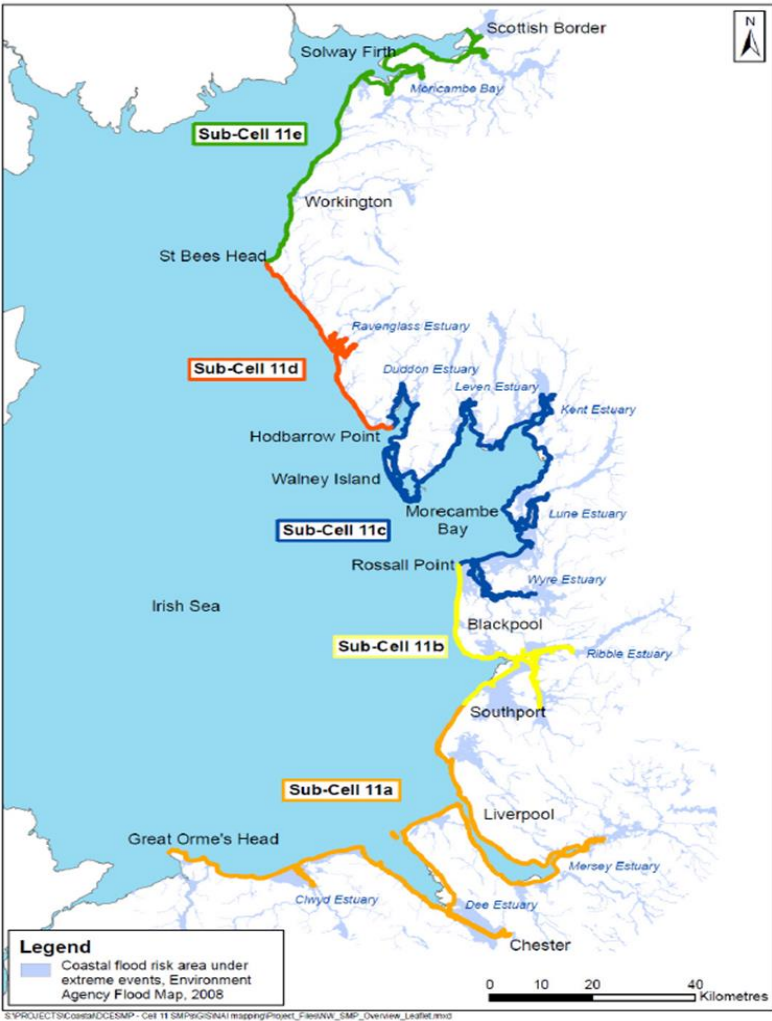 Scottish Border
N
Solway Firth
Moricambe Bay
Sub-Cell 11e
Workington
St Bees Head
Ravenglass Estuary
Sub-Cell 11d
Duddon Estuary
Leven Estuary
Kent Estuary
Hodbarrow Point
Walney Island
Morecambe
Bay
Lune Estuary
Sub-Cell 11c
Rossall Point
Wyre Estuary
Irish Sea
Blackpool
Sub-Cell 11b
Ribble Estuary
Southport
Sub-Cell 11a
Liverpool
Great Orme's Head
Mersey Estuary
Clwyd Estuary
Dee Estuary
Chester
Legend
Coastal flood risk area under
extreme events, Environment
Agency Flood Map, 2008
0 10 20 40
Kilometres